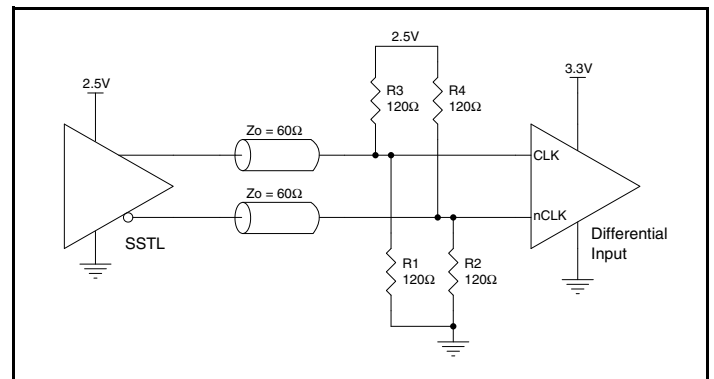 2.5V
3.3V
2.5V
R3
120Ω
R4
120Ω
Zo = 60Ω
CLK
Zo = 60Ω
nCLK
SSTL
Differential
Input
R1
120Ω
R2
120Ω